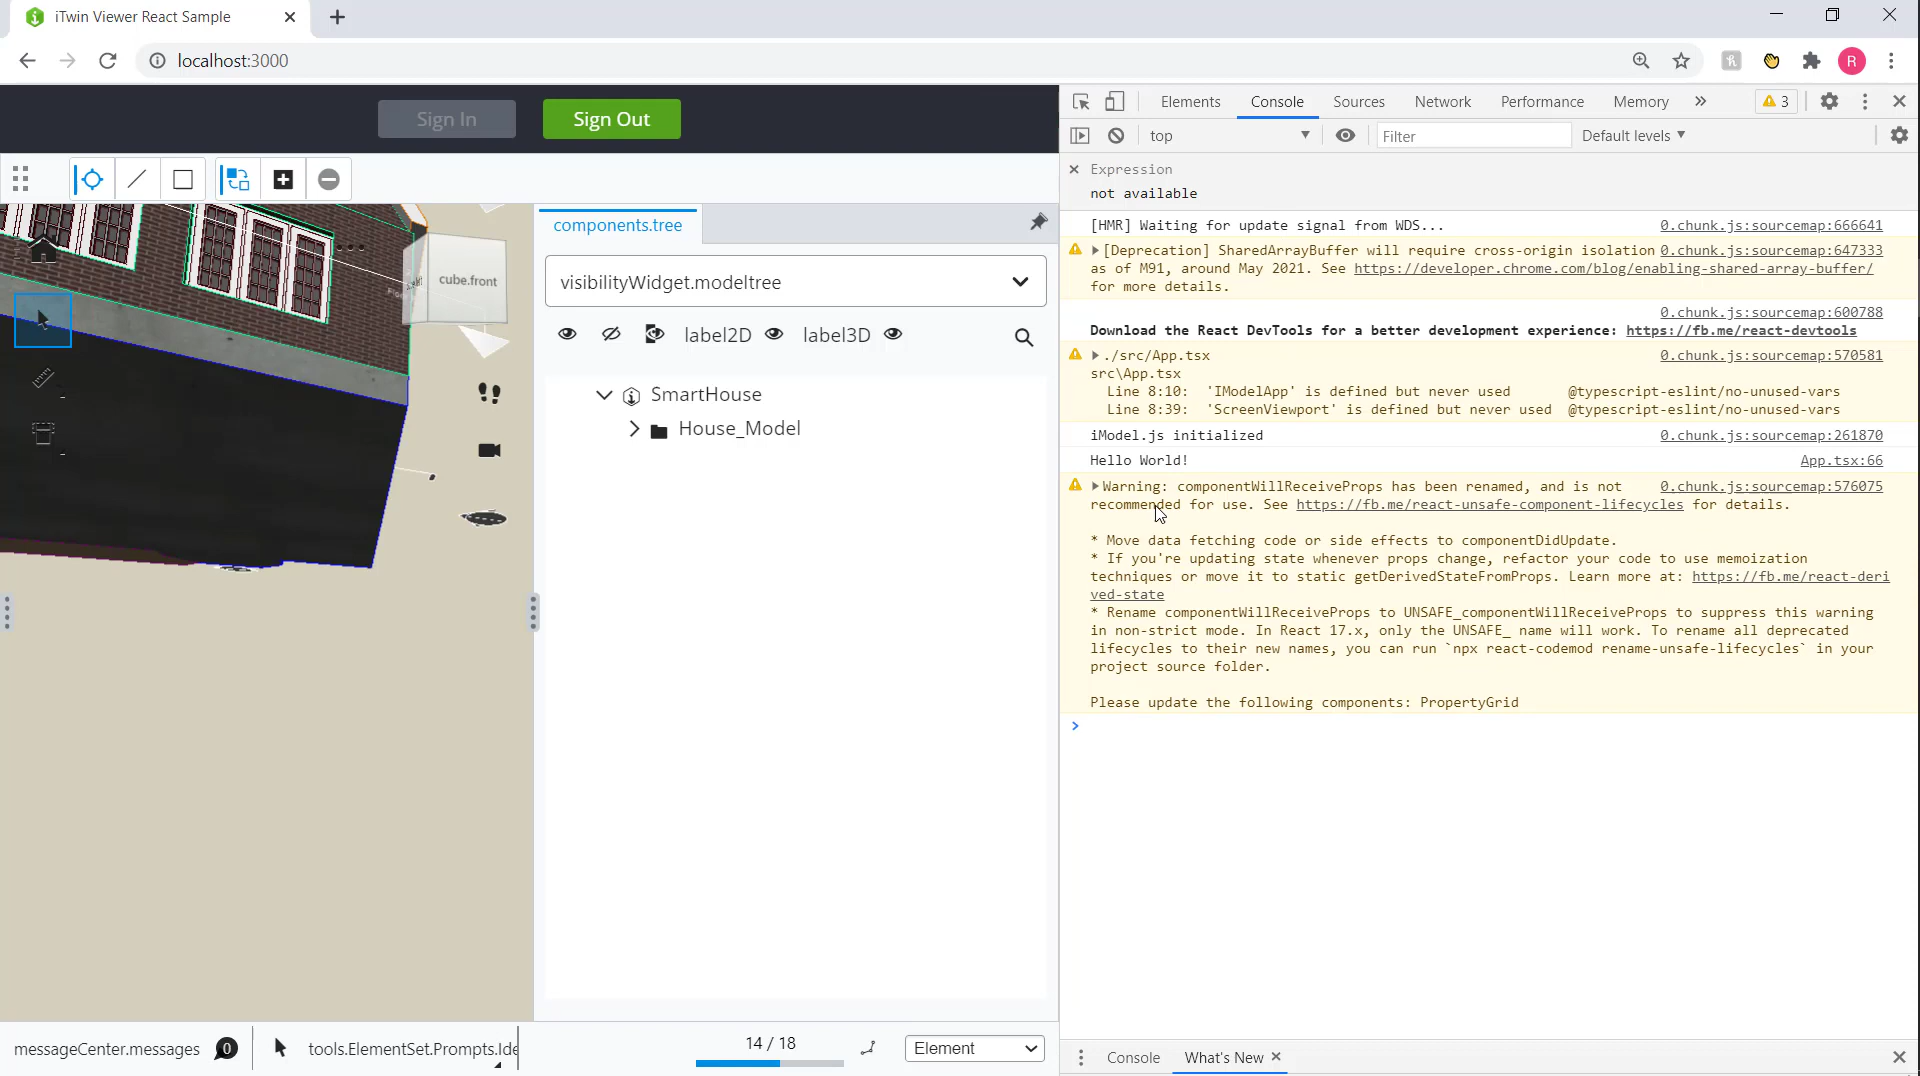 iTwin Viewer React Sample
localhost:3000
R
Sign In
Sign Out
components.tree
cube.front
visibilityWidget.modeltree
label2D
label3D
SmartHouse
House_Model
messageCenter.messages
0
tools.ElementSet.Prompts.Ide
14 / 18
Element
Elements
Console
Sources
Network
Performance
Memory
3
top
Filter
Default levels
Expression
not available
[HMR] Waiting for update signal from WDS... 0.chunk.js:sourcemap:666641
[Deprecation] SharedArrayBuffer will require cross-origin isolation 0.chunk.js:sourcemap:647333
as of M91, around May 2021. See https://developer.chrome.com/blog/enabling-shared-array-buffer/
for more details.
0.chunk.js:sourcemap:600788
Download the React DevTools for a better development experience: https://fb.me/react-devtools
./src/App.tsx 0.chunk.js:sourcemap:570581
src\App.tsx
Line 8:10: 'IModelApp' is defined but never used @typescript-eslint/no-unused-vars
Line 8:39: 'ScreenViewport' is defined but never used @typescript-eslint/no-unused-vars
iModel.js initialized 0.chunk.js:sourcemap:261870
Hello World! App.tsx:66
Warning: componentWillReceiveProps has been renamed, and is not 0.chunk.js:sourcemap:576075
recommended for use. See https://fb.me/react-unsafe-component-lifecycles for details.
* Move data fetching code or side effects to componentDidUpdate.
* If you're updating state whenever props change, refactor your code to use memoization
techniques or move it to static getDerivedStateFromProps. Learn more at: https://fb.me/react-deri
ved-state
* Rename componentWillReceiveProps to UNSAFE_componentWillReceiveProps to suppress this warning
in non-strict mode. In React 17.x, only the UNSAFE_ name will work. To rename all deprecated
lifecycles to their new names, you can run `npx react-codemod rename-unsafe-lifecycles` in your
project source folder.
Please update the following components: PropertyGrid
Console
What's New